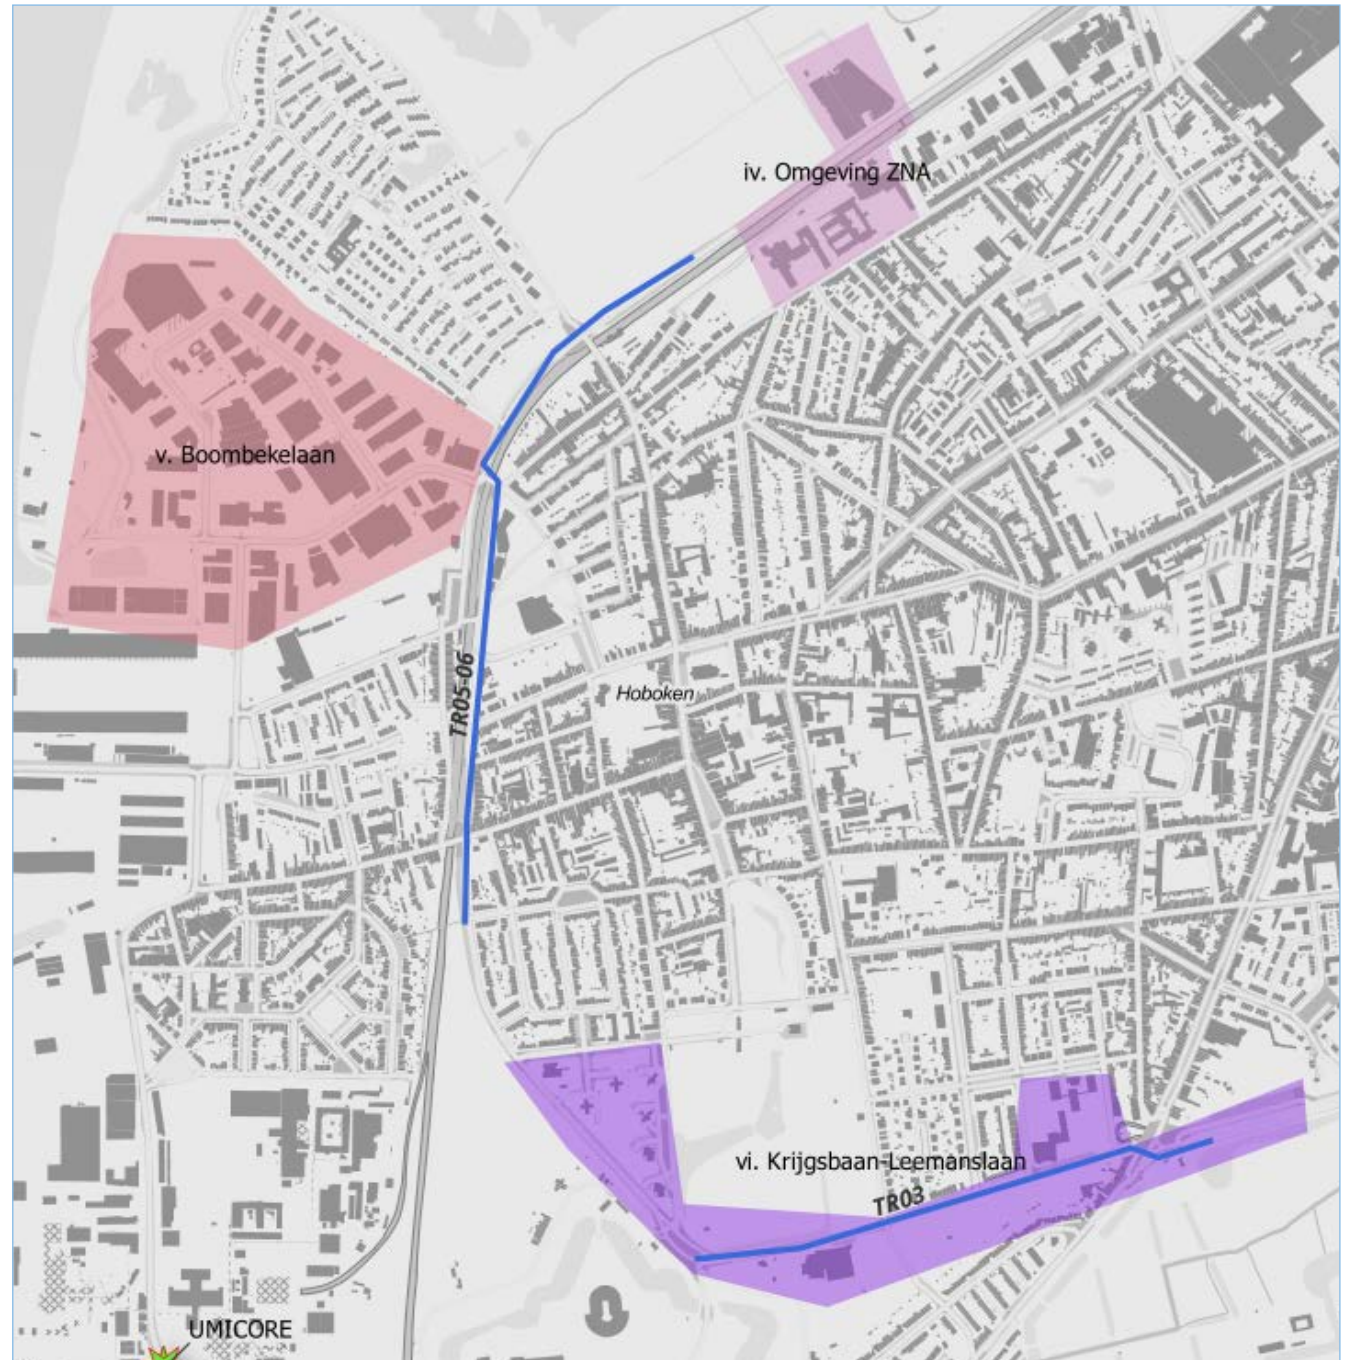 iv. Omgeving ZNA
v. Boombekelaan
TR05-06
Hoboken
vi. Krijgsbaan-Leemanslaan
TR03
UMICORE